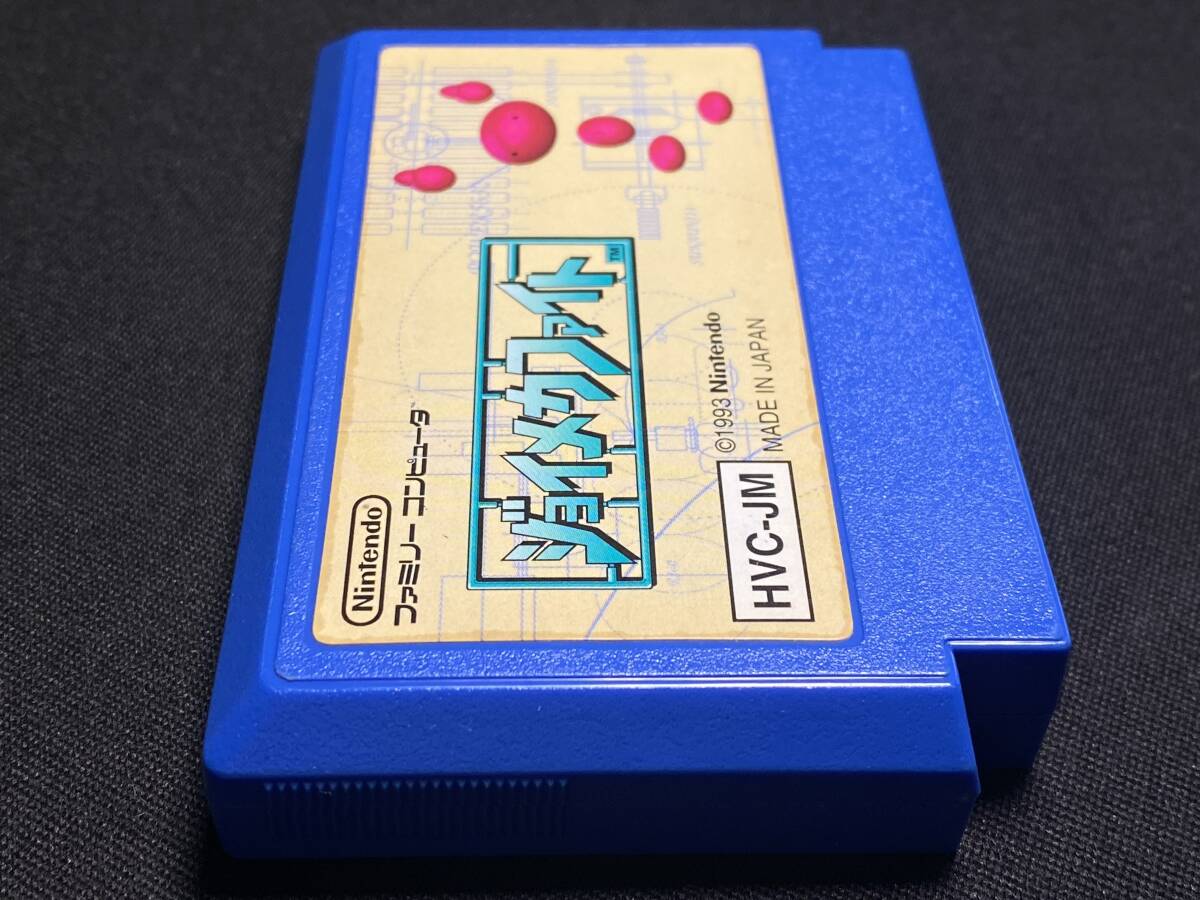 Nintendo
ファミリー コンピュータ
ジョイメカファイト
TM
HVC-JM
©1993 Nintendo
MADE IN JAPAN